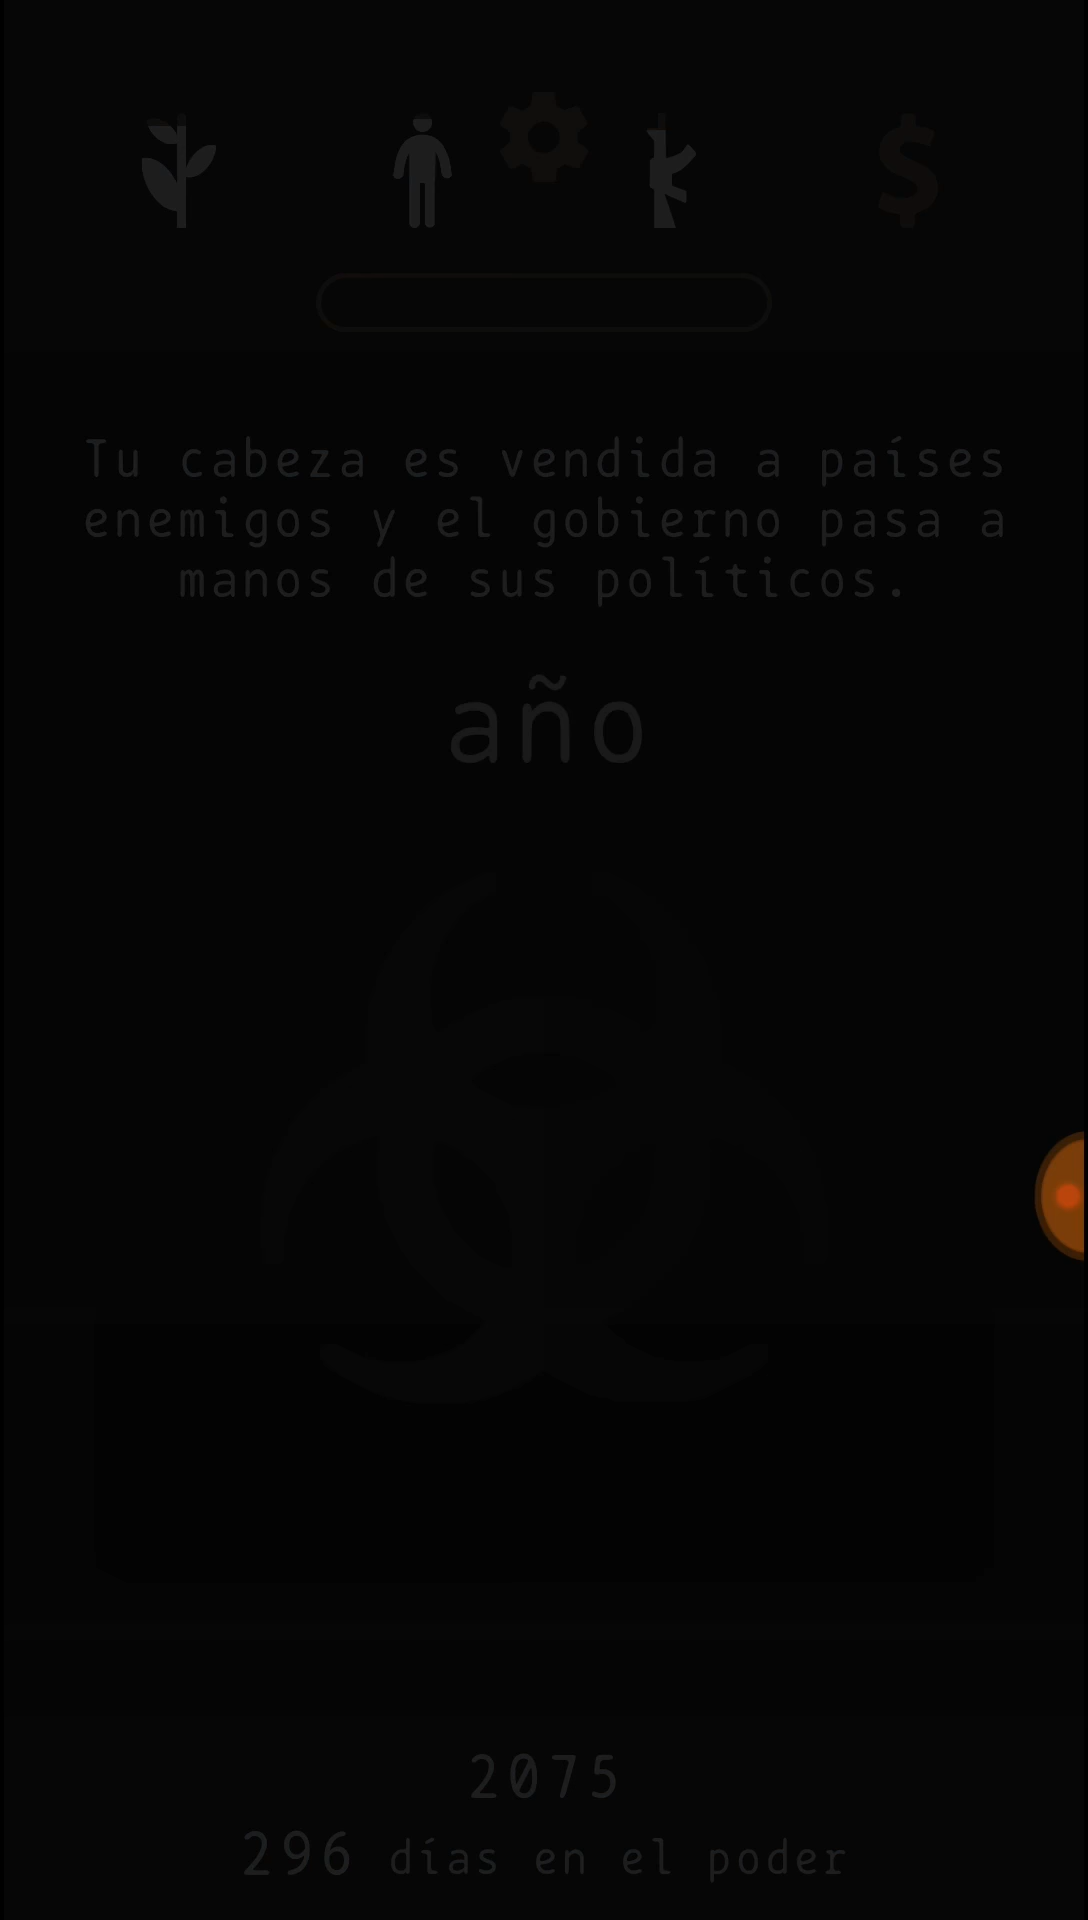 Tu cabeza es vendida a países
enemigos y el gobierno pasa a
manos de sus políticos.
año
2075
296 días en el poder